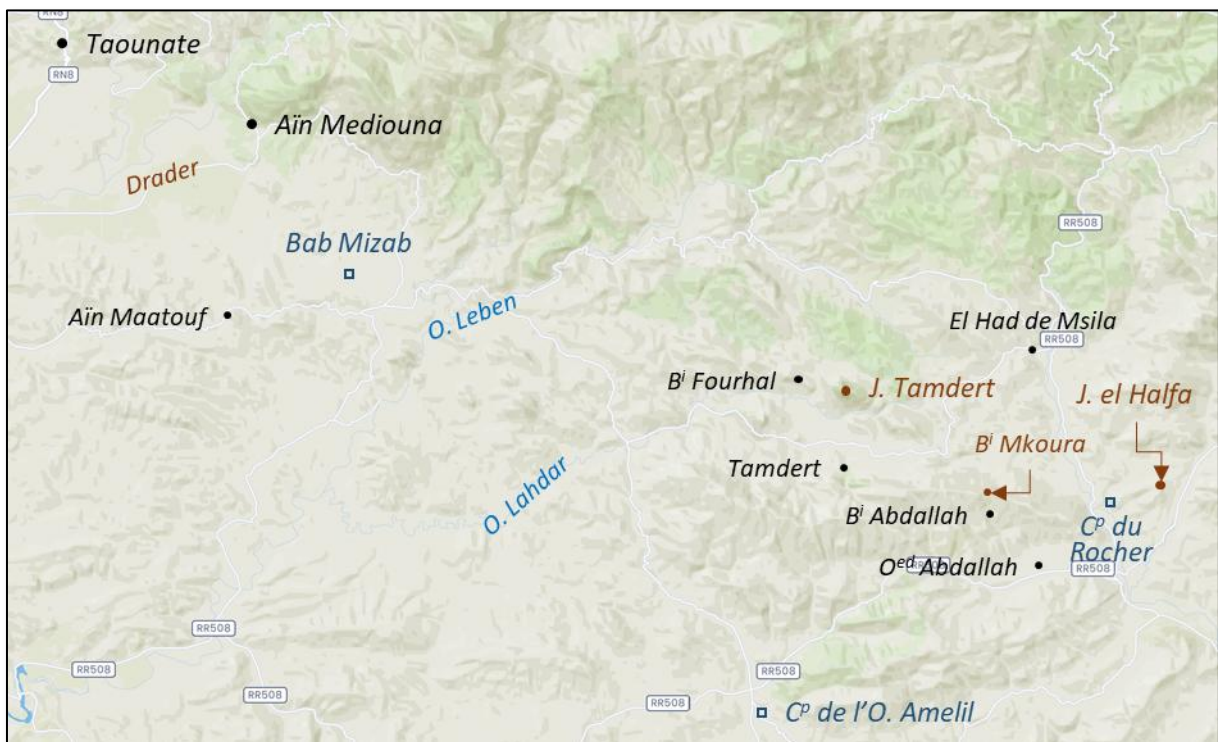 RN8
Taounate
RN8
Aïn Mediouna
Drader
RR508
Bab Mizab
Aïn Maatouf
O. Leben
El Had de Msila
RR508
Bⁱ Fourhal
J. Tamdert
J. el Halfa
Bⁱ Mkoura
Tamdert
O. Lahdar
Bⁱ Abdallah
Cᵖ du
Rocher
Oᵉᵈ Abdallah
RR508
RR508
RR508
RR508
RR508
RR508
Cᵖ de l’O. Amelil